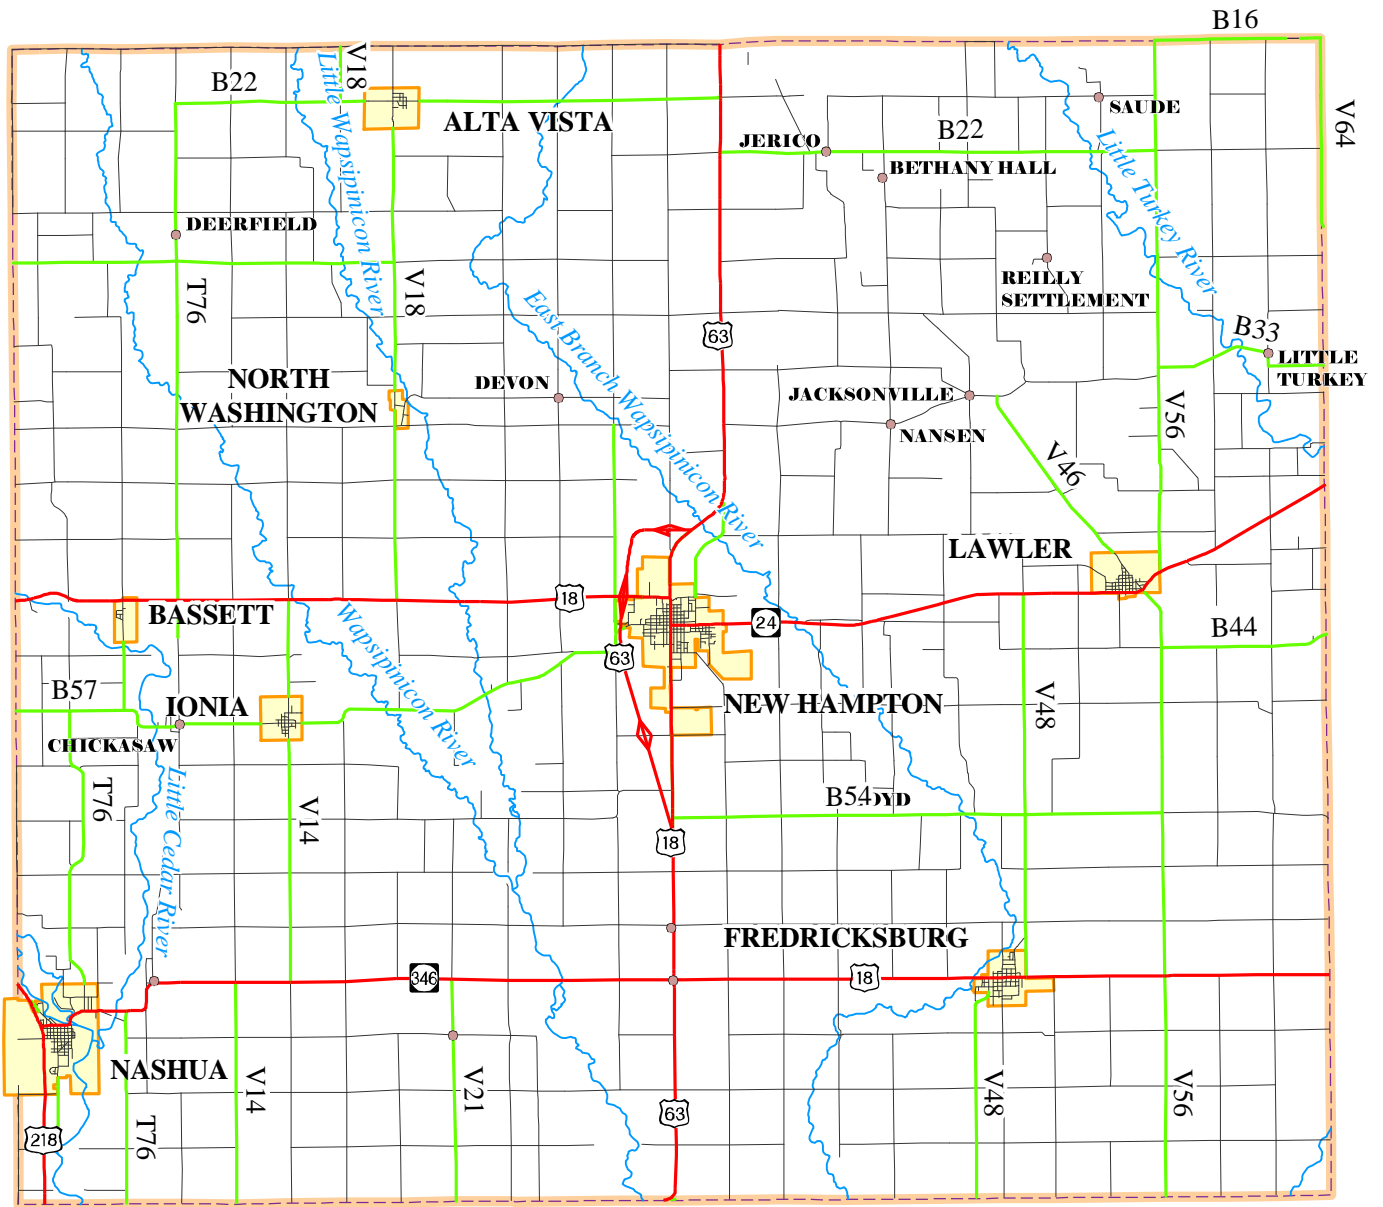 B16
V18
B22
ALTA VISTA
SAUDE
V64
JERICO
B22
BETHANY HALL
Little Wapsipinicon River
Little Turkey River
DEERFIELD
REILLY
SETTLEMENT
T76
V18
East Branch Wapsipinicon River
63
B33
LITTLE
TURKEY
NORTH
WASHINGTON
DEVON
JACKSONVILLE
NANSEN
V56
V46
LAWLER
18
BASSETT
24
B44
Wapsipinicon River
63
B57
IONIA
NEW HAMPTON
V48
CHICKASAW
T76
Little Cedar River
V14
B54
18
FREDRICKSBURG
346
18
NASHUA
V14
V21
63
V48
V56
218
T76